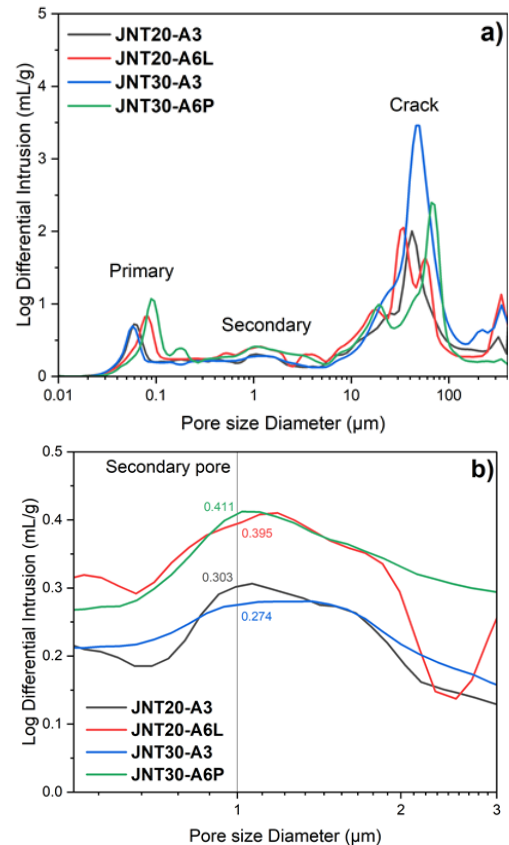 a)
JNT20-A3
JNT20-A6L
JNT30-A3
JNT30-A6P
Crack
Primary
Secondary
Log Differential Intrusion (mL/g)
5
4
3
2
1
0
0.01 0.1 1 10 100
Pore size Diameter (µm)
b)
Secondary pore
0.411
0.395
0.303
0.274
JNT20-A3
JNT20-A6L
JNT30-A3
JNT30-A6P
Log Differential Intrusion (mL/g)
0.5
0.4
0.3
0.2
0.1
0.0
1 2 3
Pore size Diameter (µm)